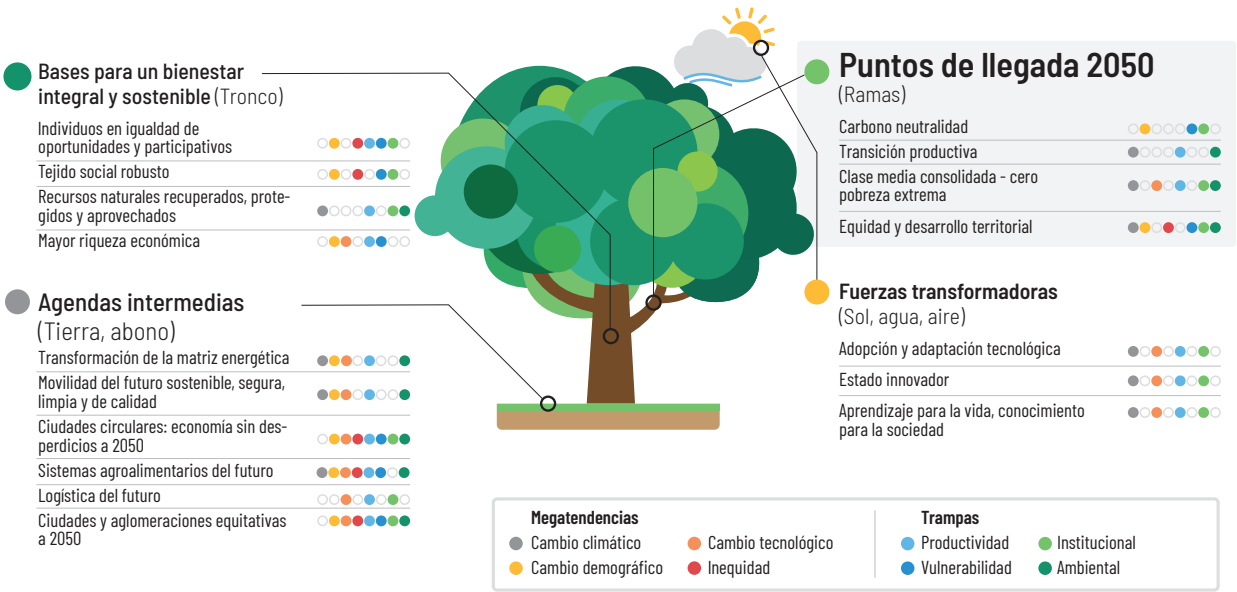 Bases para un bienestar
integral y sostenible (Tronco)
Individuos en igualdad de
oportunidades y participativos
Tejido social robusto
Recursos naturales recuperados, prote-
gidos y aprovechados
Mayor riqueza económica
Agendas intermedias
(Tierra, abono)
Transformación de la matriz energética
Movilidad del futuro sostenible, segura,
limpia y de calidad
Ciudades circulares: economía sin des-
perdicios a 2050
Sistemas agroalimentarios del futuro
Logística del futuro
Ciudades y aglomeraciones equitativas
a 2050
Puntos de llegada 2050
(Ramas)
Carbono neutralidad
Transición productiva
Clase media consolidada - cero
pobreza extrema
Equidad y desarrollo territorial
Fuerzas transformadoras
(Sol, agua, aire)
Adopción y adaptación tecnológica
Estado innovador
Aprendizaje para la vida, conocimiento
para la sociedad
Megatendencias
Cambio climático
Cambio demográfico
Cambio tecnológico
Inequidad
Trampas
Productividad
Vulnerabilidad
Institucional
Ambiental